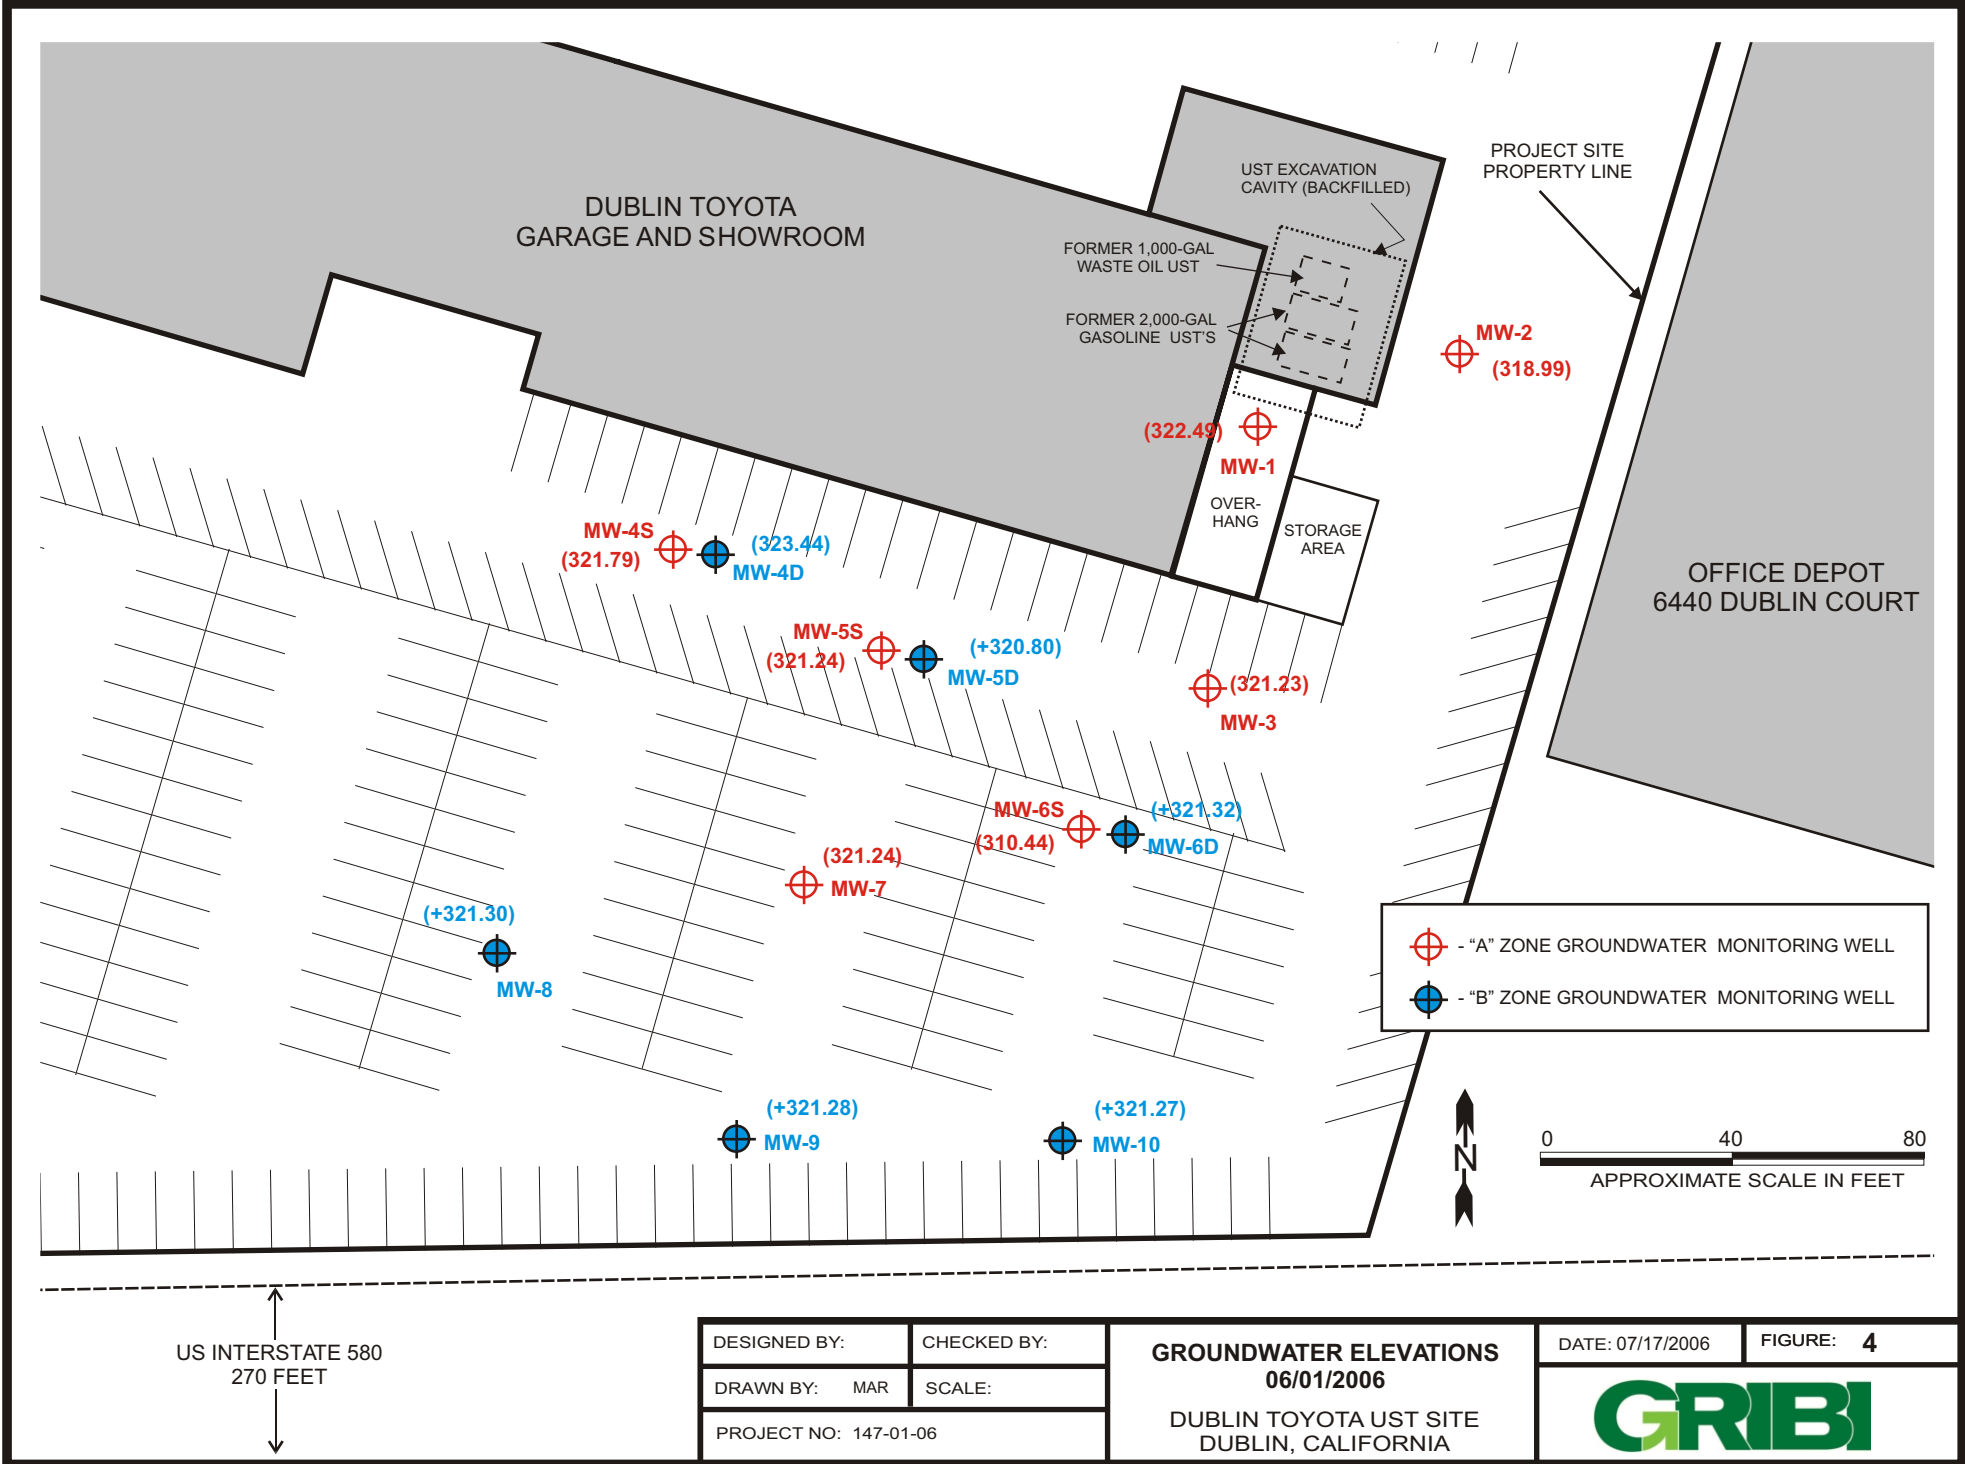 DUBLIN TOYOTA
GARAGE AND SHOWROOM
UST EXCAVATION
CAVITY (BACKFILLED)
PROJECT SITE
PROPERTY LINE
FORMER 1,000-GAL
WASTE OIL UST
FORMER 2,000-GAL
GASOLINE UST'S
MW-2
(318.99)
(322.49)
MW-1
OVER-
HANG
STORAGE
AREA
MW-4S
(321.79)
(323.44)
MW-4D
OFFICE DEPOT
6440 DUBLIN COURT
MW-5S
(321.24)
(+320.80)
MW-5D
(321.23)
MW-3
MW-6S
(310.44)
(+321.32)
MW-6D
(321.24)
MW-7
(+321.30)
MW-8
- “A” ZONE GROUNDWATER MONITORING WELL
- “B” ZONE GROUNDWATER MONITORING WELL
(+321.28)
MW-9
(+321.27)
MW-10
N
0 40 80
APPROXIMATE SCALE IN FEET
US INTERSTATE 580
270 FEET
DESIGNED BY:
CHECKED BY:
DRAWN BY: MAR
SCALE:
PROJECT NO: 147-01-06
GROUNDWATER ELEVATIONS
06/01/2006
DUBLIN TOYOTA UST SITE
DUBLIN, CALIFORNIA
DATE: 07/17/2006
FIGURE: 4
GRIBI